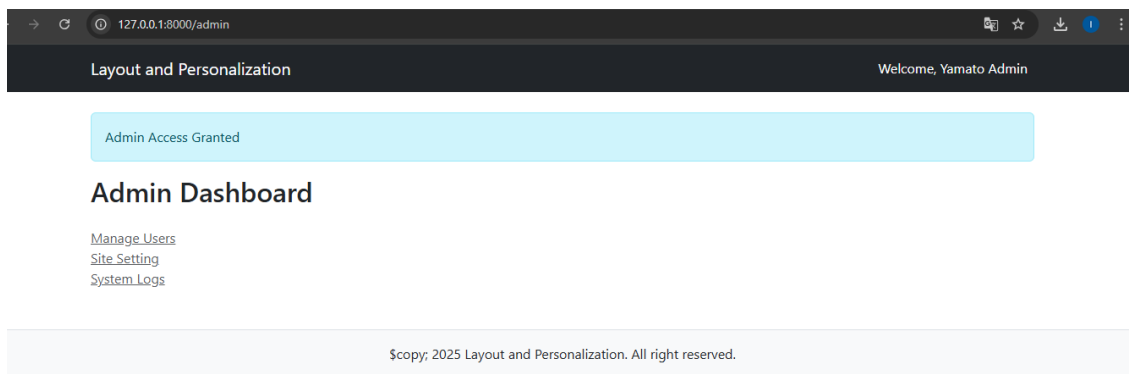 127.0.0.1:8000/admin
Layout and Personalization
Welcome, Yamato Admin
Admin Access Granted
Admin Dashboard
Manage Users
Site Setting
System Logs
$copy; 2025 Layout and Personalization. All right reserved.